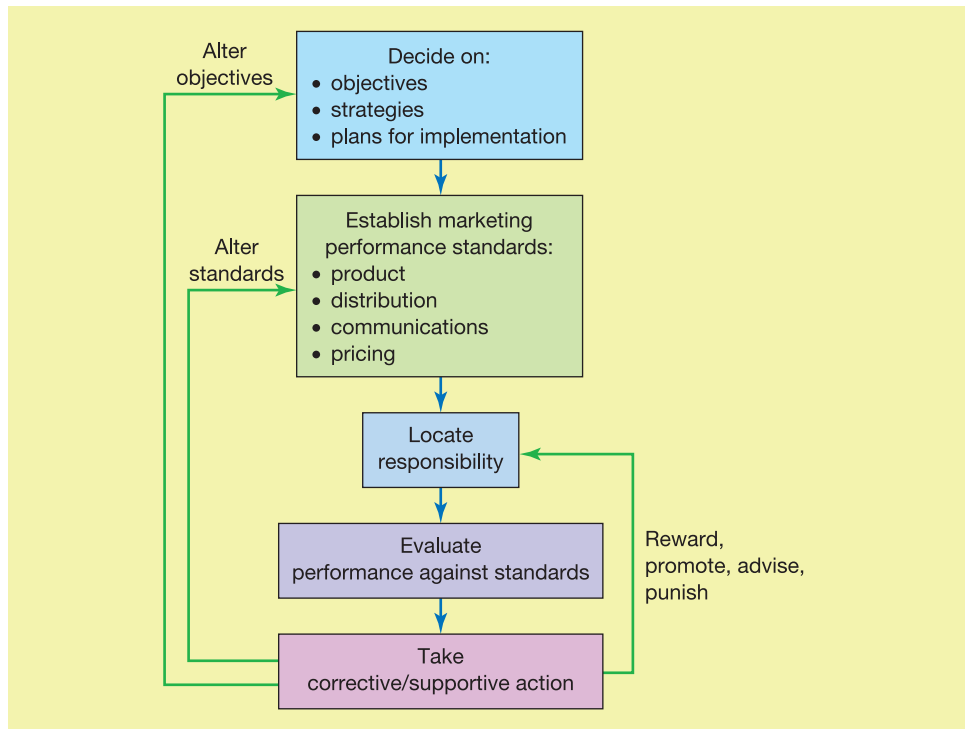 Alter
objectives
Decide on:
• objectives
• strategies
• plans for implementation
Alter
standards
Establish marketing
performance standards:
• product
• distribution
• communications
• pricing
Locate
responsibility
Evaluate
performance against standards
Reward,
promote, advise,
punish
Take
corrective/supportive action